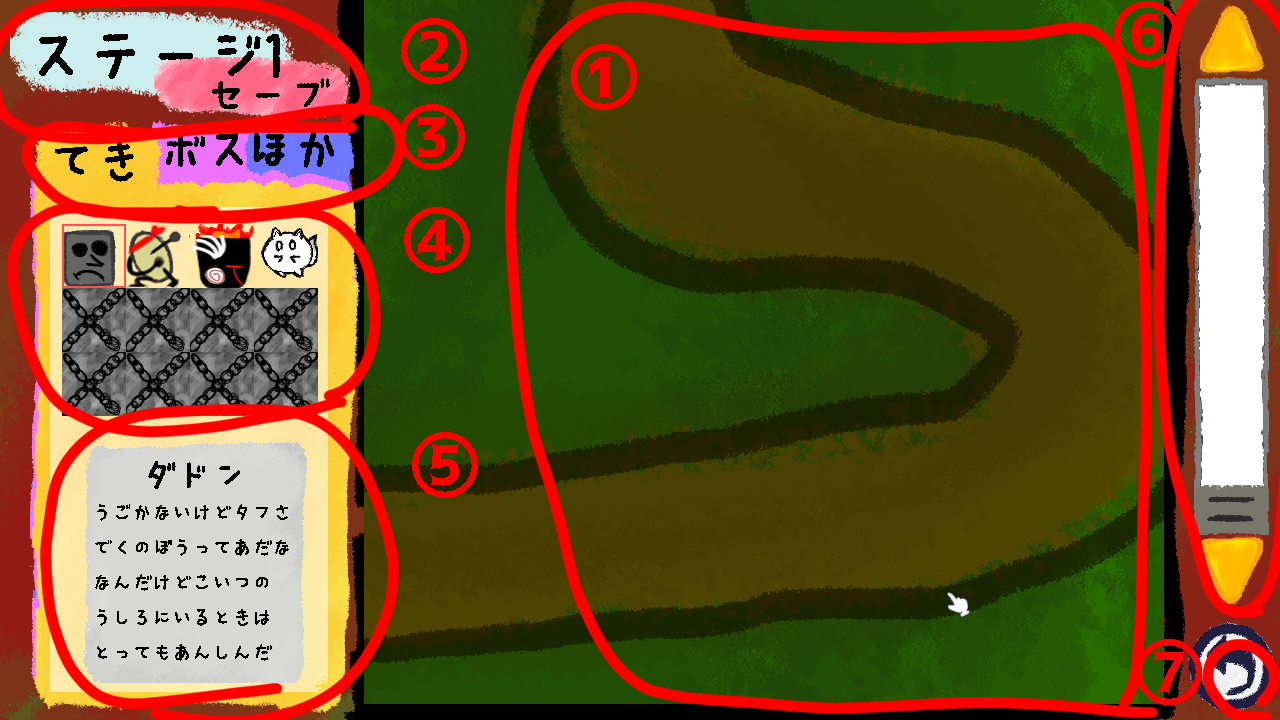 ステージ1
セーブ
②
①
⑥
てき
ボス
ほか
③
④
ダドン
うごかないけどタフさ
でくのぼうってあだな
なんだけどこいつの
うしろにいるときは
とってもあんしんだ
⑤
⑦